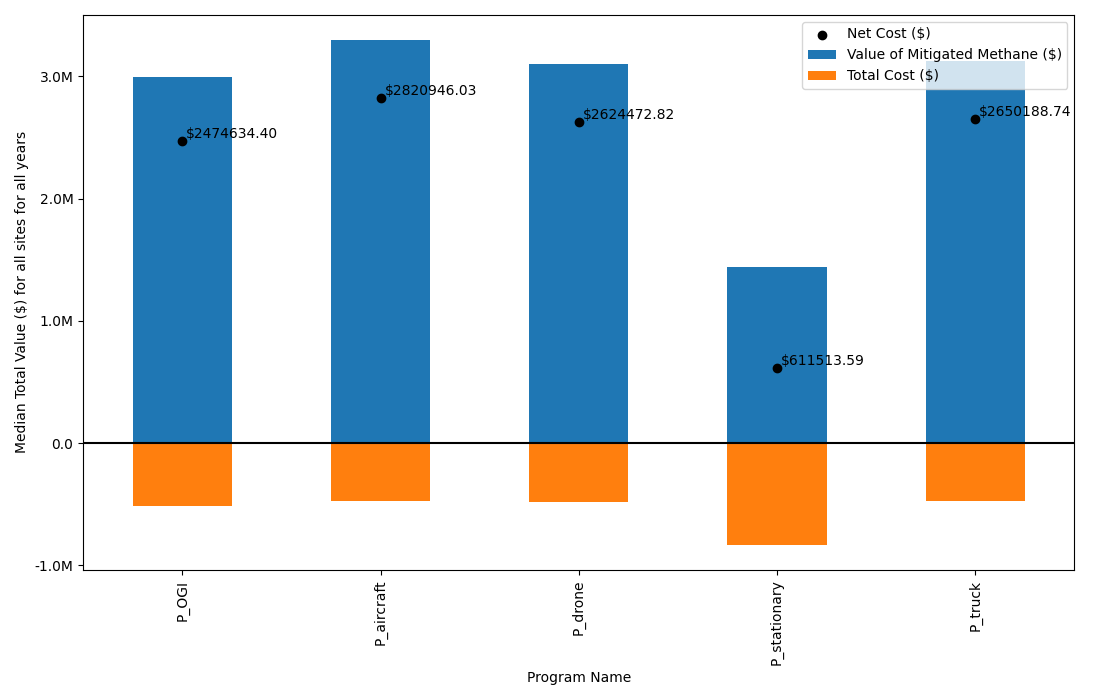 Net Cost ($)
Value of Mitigated Methane ($)
Total Cost ($)
Median Total Value ($) for all sites for all years
3.0M
2.0M
1.0M
0.0
-1.0M
$2474634.40
$2820946.03
$2624472.82
$611513.59
$2650188.74
P_OGI
P_aircraft
P_drone
P_stationary
P_truck
Program Name